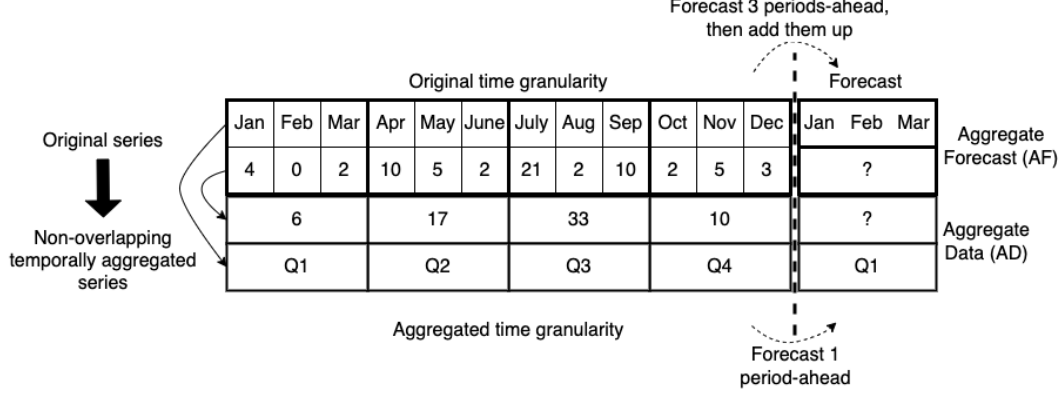 Forecast 3 periods-ahead,
then add them up
Original time granularity
Forecast
Original series
Jan Feb Mar Apr May June July Aug Sep Oct Nov Dec Jan Feb Mar
4 0 2 10 5 2 21 2 10 2 5 3 ?
Aggregate
Forecast (AF)
Non-overlapping
temporally aggregated
series
6 17 33 10 ?
Q1 Q2 Q3 Q4 Q1
Aggregate
Data (AD)
Aggregated time granularity
Forecast 1
period-ahead